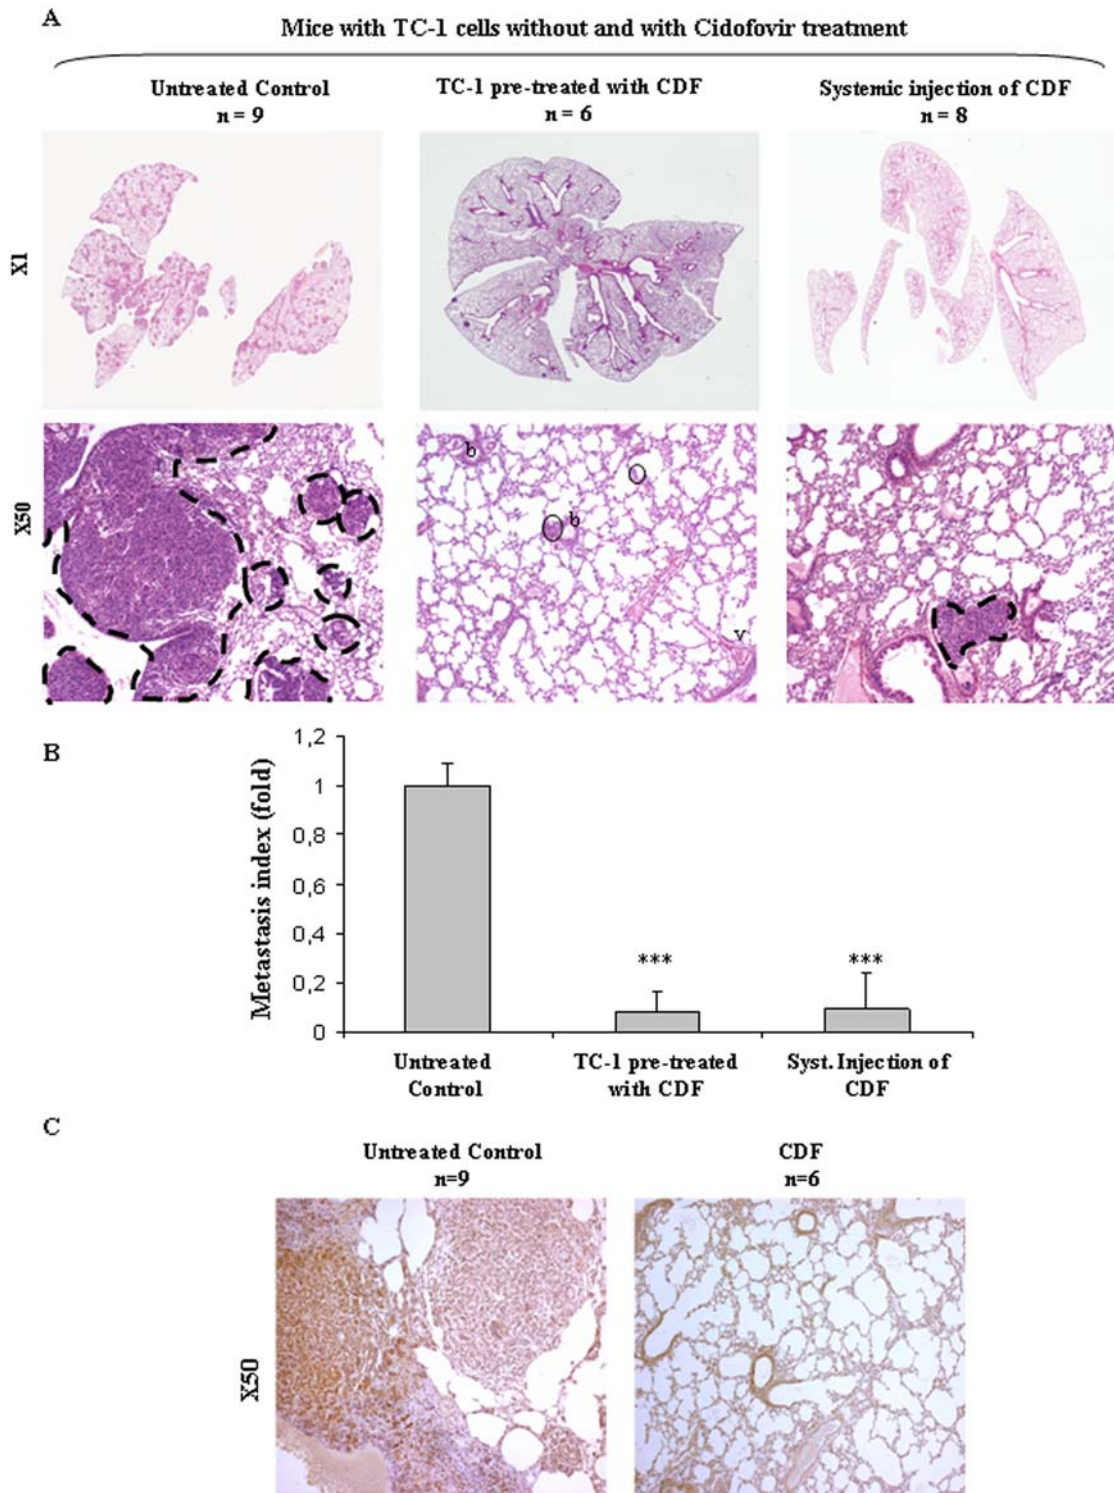 A
Mice with TC-1 cells without and with Cidofovir treatment
Untreated Control
n = 9
TC-1 pre-treated with CDF
n = 6
Systemic injection of CDF
n = 8
X1
X50
b
b
v
B
Metastasis index (fold)
1,2
1
0,8
0,6
0,4
0,2
0
***
***
Untreated
Control
TC-1 pre-treated
with CDF
Syst. Injection of
CDF
C
Untreated Control
n=9
CDF
n=6
X50